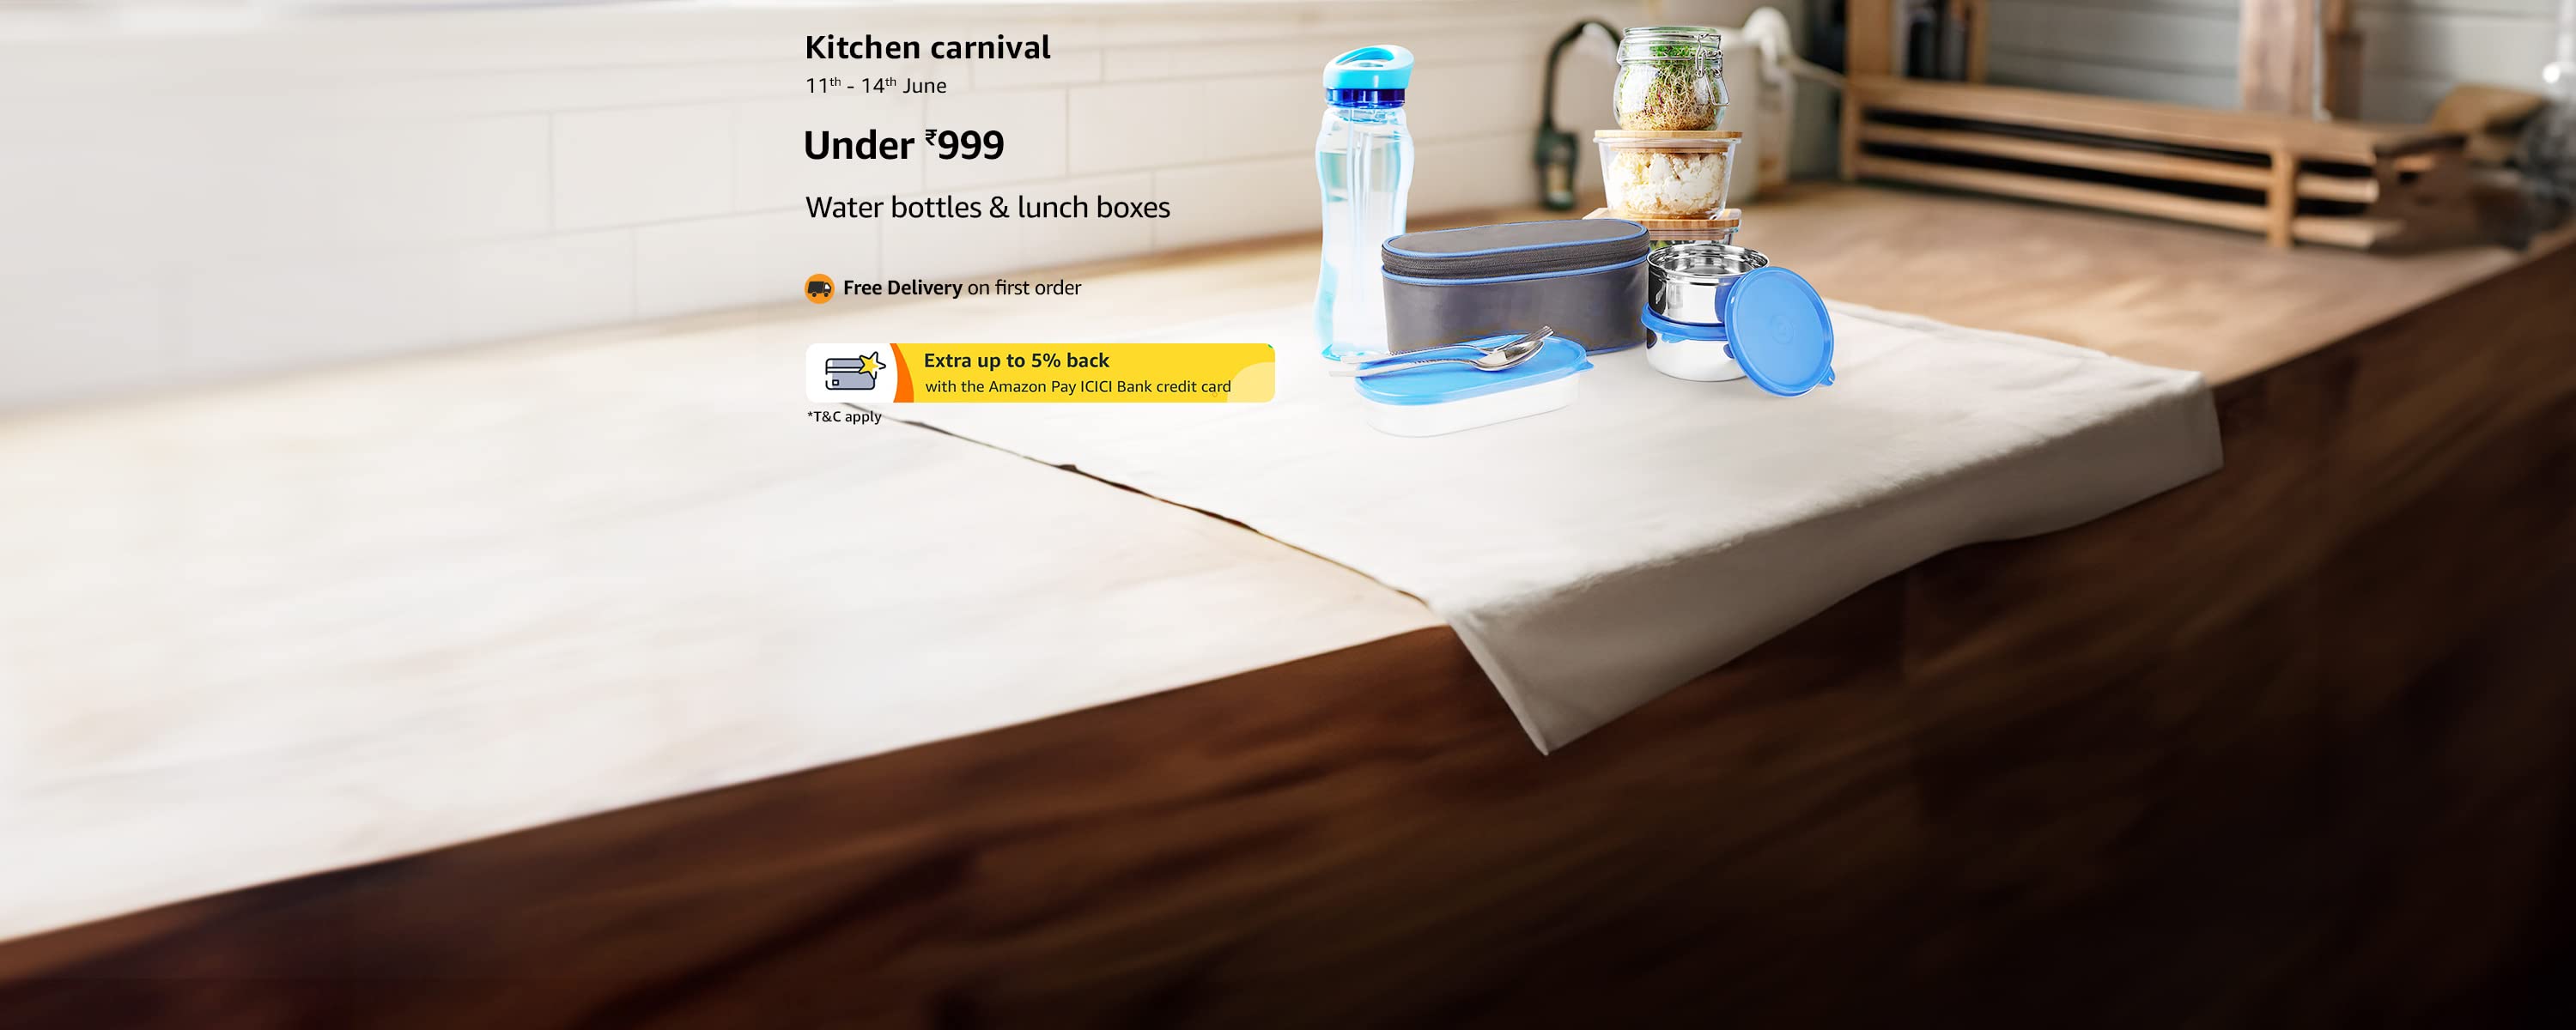 Kitchen carnival
11th - 14th June
Under ₹999
Water bottles & lunch boxes
Free Delivery on first order
Extra up to 5% back
with the Amazon Pay ICICI Bank credit card
*T&C apply